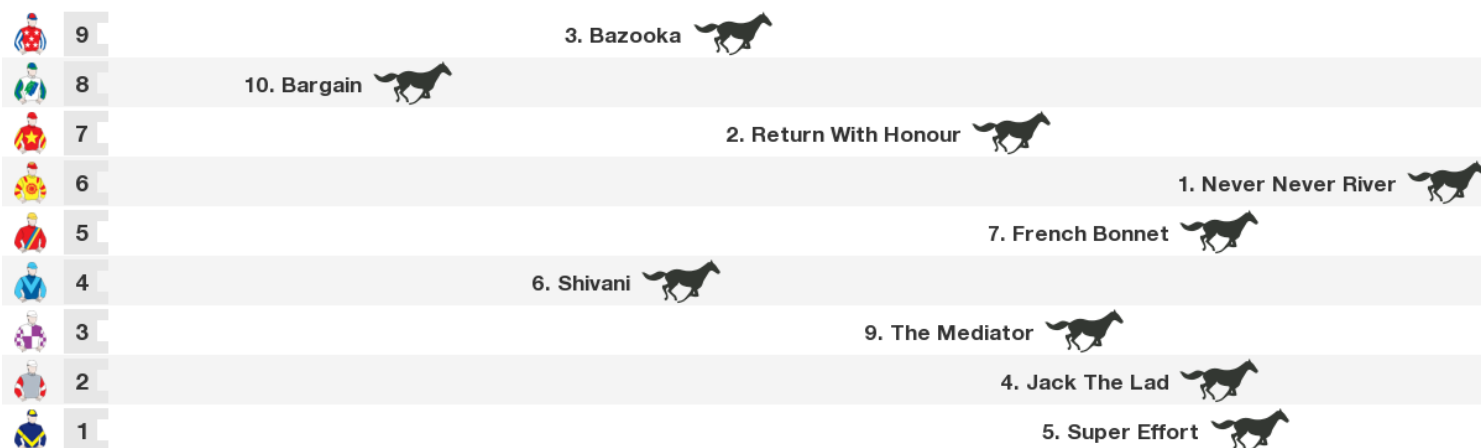 9 3. Bazooka
8 10. Bargain
7 2. Return With Honour
6 1. Never Never River
5 7. French Bonnet
4 6. Shivani
3 9. The Mediator
2 4. Jack The Lad
1 5. Super Effort